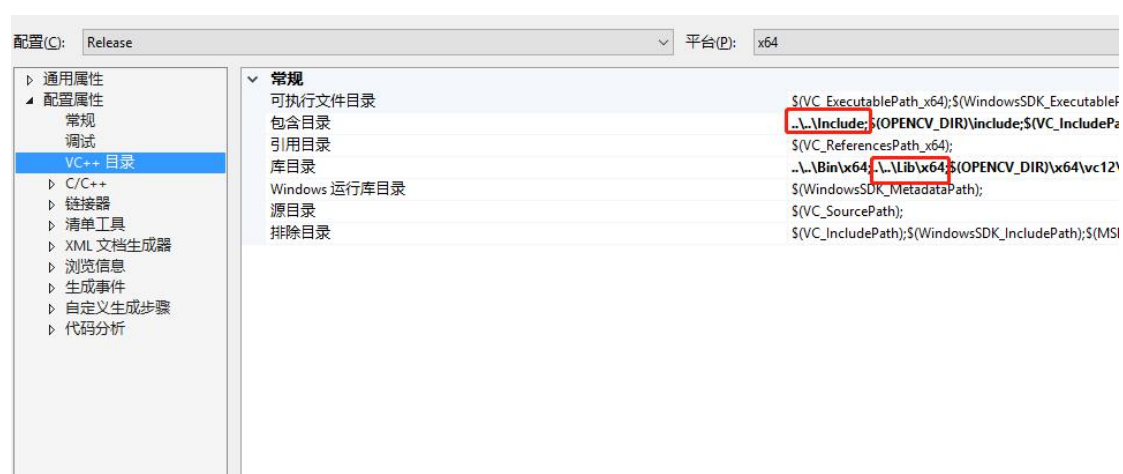 配置(C): Release 平台(P): x64
通用属性
配置属性
常规
调试
VC++ 目录
C/C++
链接器
清单工具
XML 文档生成器
浏览信息
生成事件
自定义生成步骤
代码分析
常规
可执行文件目录 $(VC_ExecutablePath_x64);$(WindowsSDK_ExecutableP
包含目录 ..\..\Include;$(OPENCV_DIR)\include;$(VC_IncludePa
引用目录 $(VC_ReferencesPath_x64);
库目录 ..\..\Bin\x64;..\..\Lib\x64;$(OPENCV_DIR)\x64\vc12\
Windows 运行库目录 $(WindowsSDK_MetadataPath);
源目录 $(VC_SourcePath);
排除目录 $(VC_IncludePath);$(WindowsSDK_IncludePath);$(MSI